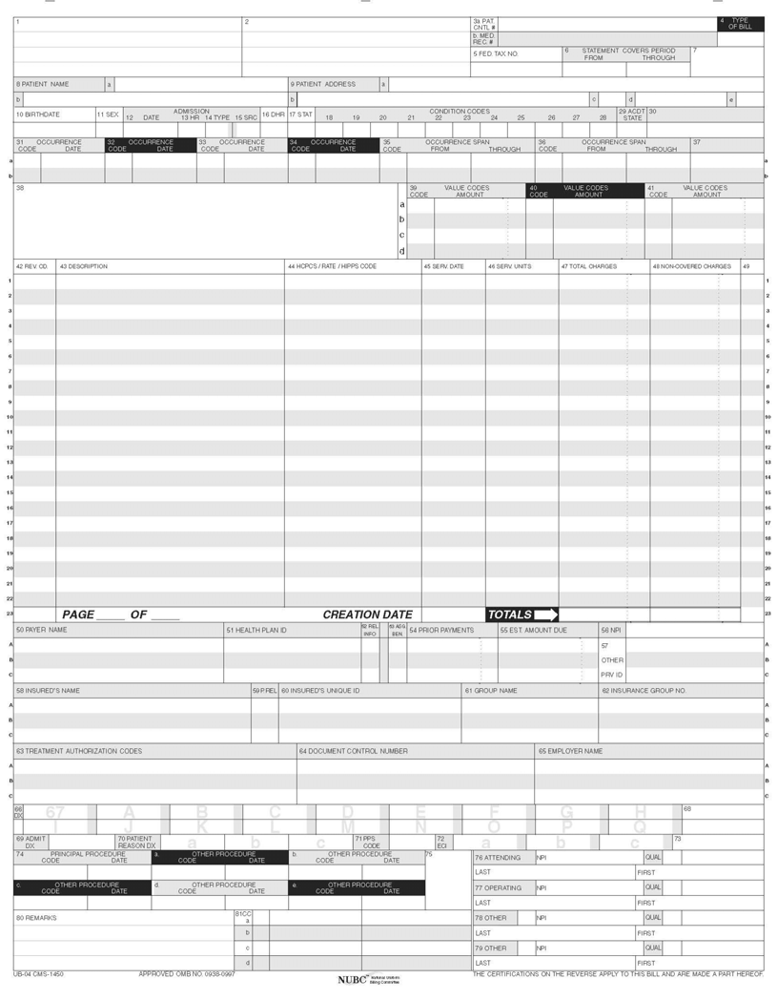 1 2 3a PAT. CNTL # 4 TYPE OF BILL
b. MED. REC. #
5 FED. TAX NO. 6 STATEMENT COVERS PERIOD FROM THROUGH 7
8 PATIENT NAME a 9 PATIENT ADDRESS a
b b c d e
10 BIRTHDATE 11 SEX ADMISSION 12 DATE 13 HR 14 TYPE 15 SRC 16 DHR 17 STAT CONDITION CODES 18 19 20 21 22 23 24 25 26 27 28 29 ACDT STATE 30
31 OCCURRENCE CODE DATE 32 OCCURRENCE CODE DATE 33 OCCURRENCE CODE DATE 34 OCCURRENCE CODE DATE 35 OCCURRENCE SPAN CODE FROM THROUGH 36 OCCURRENCE SPAN CODE FROM THROUGH 37
a a
b b
38 39 VALUE CODES CODE AMOUNT 40 VALUE CODES CODE AMOUNT 41 VALUE CODES CODE AMOUNT
a
b
c
d
42 REV. CD. 43 DESCRIPTION 44 HCPCS / RATE / HIPPS CODE 45 SERV. DATE 46 SERV. UNITS 47 TOTAL CHARGES 48 NON-COVERED CHARGES 49
1 1
2 2
3 3
4 4
5 5
6 6
7 7
8 8
9 9
10 10
11 11
12 12
13 13
14 14
15 15
16 16
17 17
18 18
19 19
20 20
21 21
22 22
23 PAGE ____ OF ____ CREATION DATE TOTALS 23
50 PAYER NAME 51 HEALTH PLAN ID 52 REL. INFO 53 ASG. BEN. 54 PRIOR PAYMENTS 55 EST. AMOUNT DUE 56 NPI
A 57 A
B OTHER B
C PRV ID C
58 INSURED'S NAME 59 P.REL 60 INSURED'S UNIQUE ID 61 GROUP NAME 62 INSURANCE GROUP NO.
A A
B B
C C
63 TREATMENT AUTHORIZATION CODES 64 DOCUMENT CONTROL NUMBER 65 EMPLOYER NAME
A A
B B
C C
66 DX 67 A B C D E F G H 68
I J K L M N O P Q
69 ADMIT DX 70 PATIENT REASON DX a b c 71 PPS CODE 72 ECI a b c 73
74 PRINCIPAL PROCEDURE CODE DATE a. OTHER PROCEDURE CODE DATE b. OTHER PROCEDURE CODE DATE 75 76 ATTENDING NPI QUAL
LAST FIRST
c. OTHER PROCEDURE CODE DATE d. OTHER PROCEDURE CODE DATE e. OTHER PROCEDURE CODE DATE 77 OPERATING NPI QUAL
LAST FIRST
80 REMARKS 81CC a 78 OTHER NPI QUAL
b LAST FIRST
c 79 OTHER NPI QUAL
d LAST FIRST
UB-04 CMS-1450 APPROVED OMB NO. 0938-0997 NUBC National Uniform Billing Committee THE CERTIFICATIONS ON THE REVERSE APPLY TO THIS BILL AND ARE MADE A PART HEREOF.